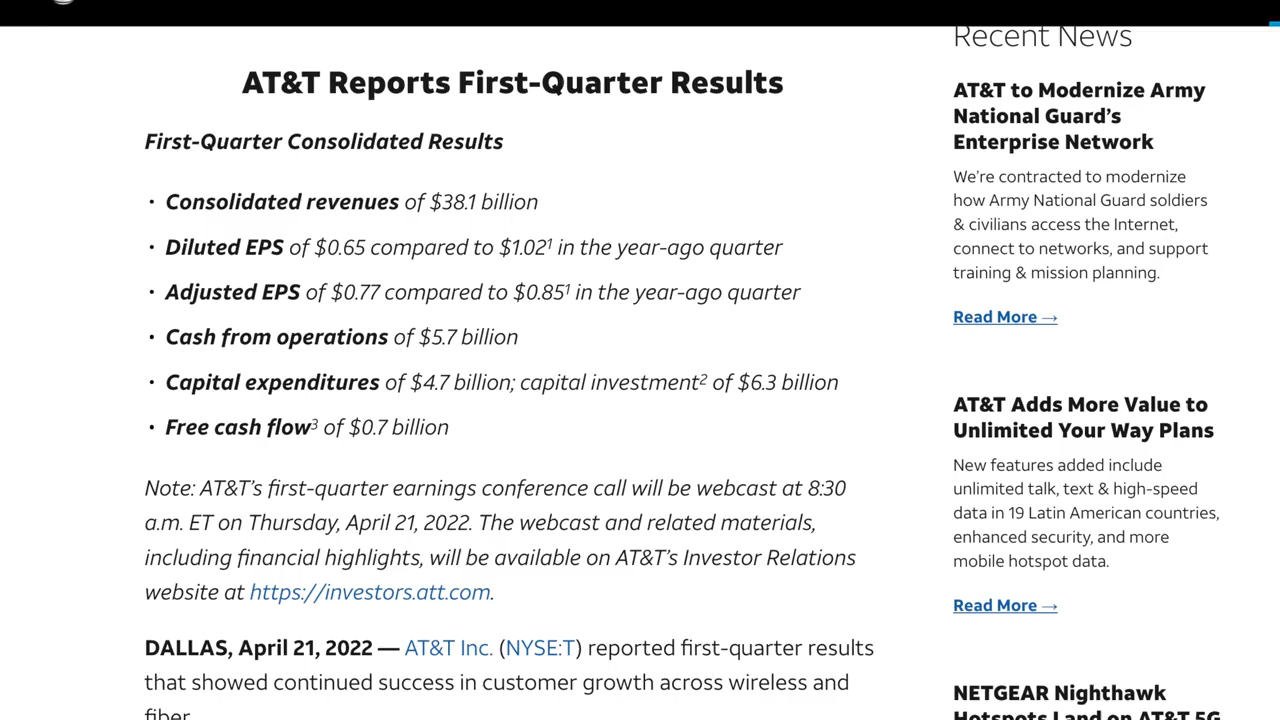 AT&T Reports First-Quarter Results
First-Quarter Consolidated Results
• Consolidated revenues of $38.1 billion
• Diluted EPS of $0.65 compared to $1.02¹ in the year-ago quarter
• Adjusted EPS of $0.77 compared to $0.85¹ in the year-ago quarter
• Cash from operations of $5.7 billion
• Capital expenditures of $4.7 billion; capital investment² of $6.3 billion
• Free cash flow³ of $0.7 billion
Note: AT&T's first-quarter earnings conference call will be webcast at 8:30
a.m. ET on Thursday, April 21, 2022. The webcast and related materials,
including financial highlights, will be available on AT&T's Investor Relations
website at https://investors.att.com.
DALLAS, April 21, 2022 — AT&T Inc. (NYSE:T) reported first-quarter results
that showed continued success in customer growth across wireless and
fiber.
Recent News
AT&T to Modernize Army
National Guard's
Enterprise Network
We're contracted to modernize
how Army National Guard soldiers
& civilians access the Internet,
connect to networks, and support
training & mission planning.
Read More →
AT&T Adds More Value to
Unlimited Your Way Plans
New features added include
unlimited talk, text & high-speed
data in 19 Latin American countries,
enhanced security, and more
mobile hotspot data.
Read More →
NETGEAR Nighthawk
Hotspots Land on AT&T 5G